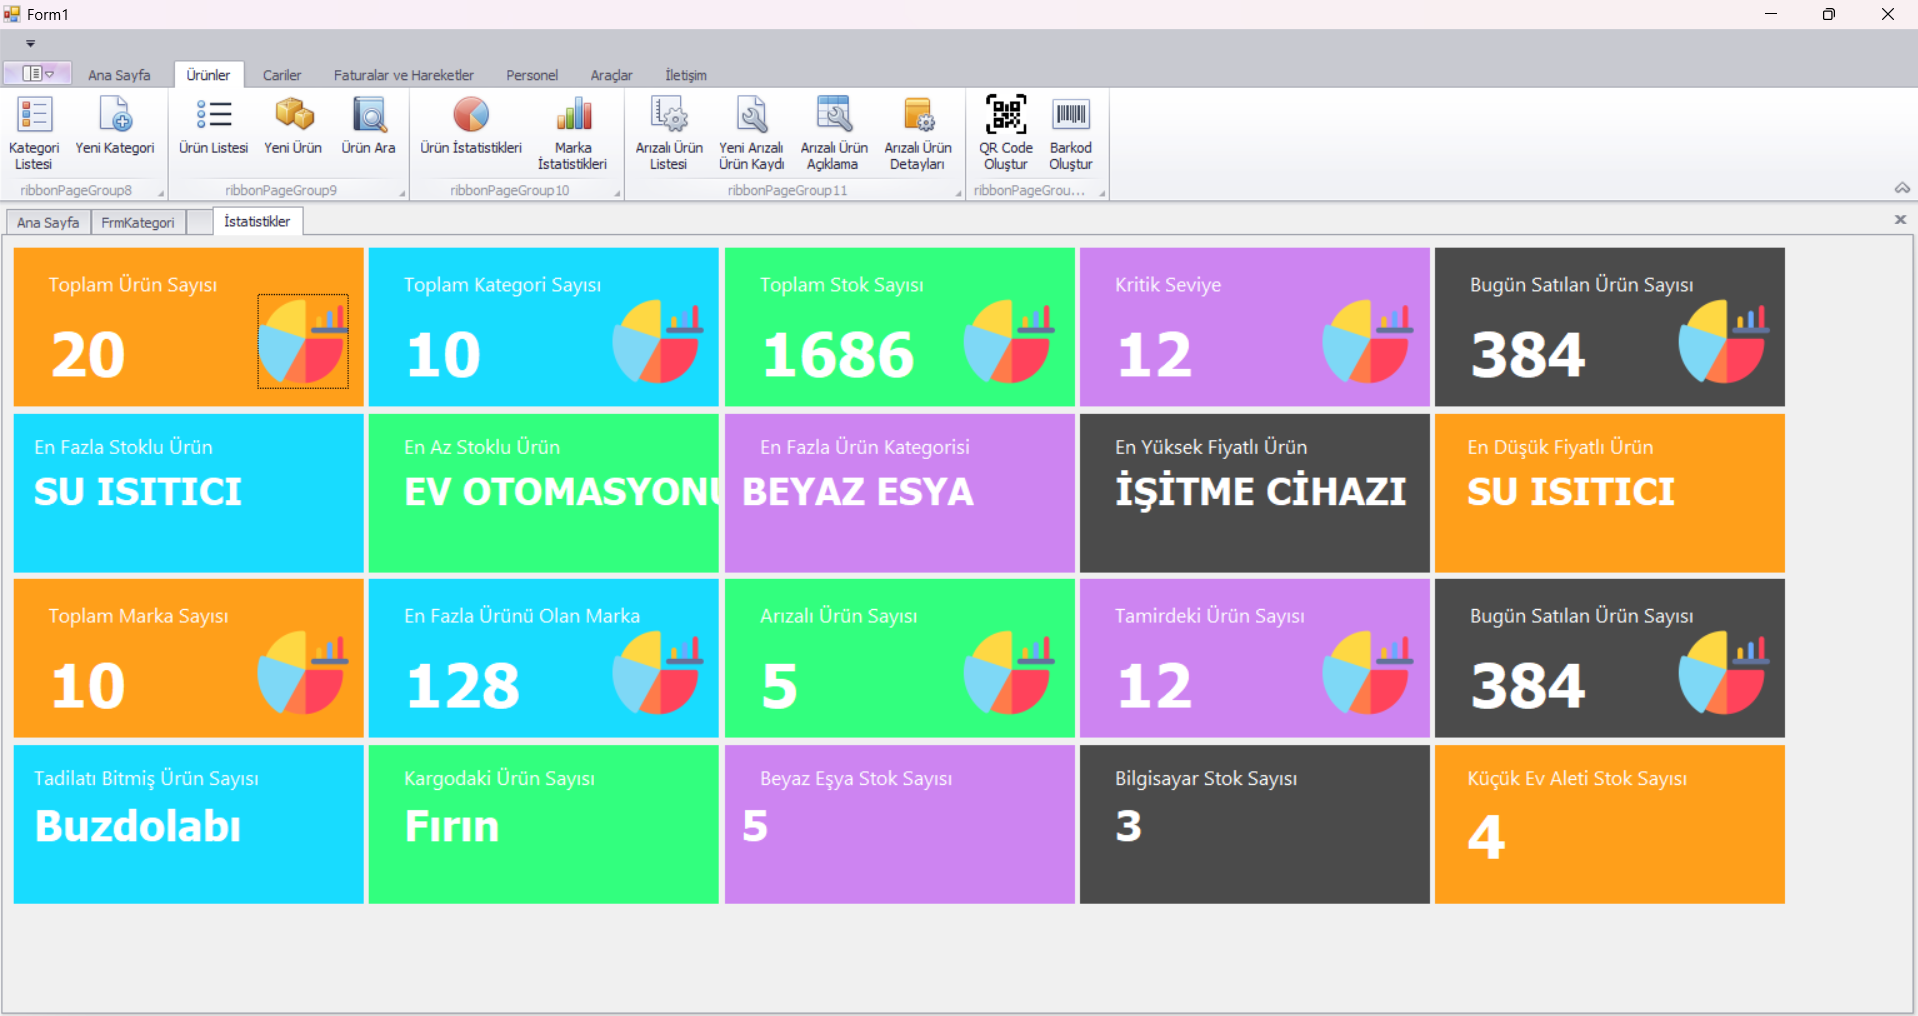 Form1
Ana Sayfa
Ürünler
Cariler
Faturalar ve Hareketler
Personel
Araçlar
İletişim
Kategori
Listesi
Yeni Kategori
Ürün Listesi
Yeni Ürün
Ürün Ara
Ürün İstatistikleri
Marka
İstatistikleri
Arızalı Ürün
Listesi
Yeni Arızalı
Ürün Kaydı
Arızalı Ürün
Açıklama
Arızalı Ürün
Detayları
QR Code
Oluştur
Barkod
Oluştur
ribbonPageGroup8
ribbonPageGroup9
ribbonPageGroup10
ribbonPageGroup11
ribbonPageGrou...
Ana Sayfa
FrmKategori
İstatistikler
Toplam Ürün Sayısı
20
Toplam Kategori Sayısı
10
Toplam Stok Sayısı
1686
Kritik Seviye
12
Bugün Satılan Ürün Sayısı
384
En Fazla Stoklu Ürün
SU ISITICI
En Az Stoklu Ürün
EV OTOMASYONU
En Fazla Ürün Kategorisi
BEYAZ ESYA
En Yüksek Fiyatlı Ürün
İŞİTME CİHAZI
En Düşük Fiyatlı Ürün
SU ISITICI
Toplam Marka Sayısı
10
En Fazla Ürünü Olan Marka
128
Arızalı Ürün Sayısı
5
Tamirdeki Ürün Sayısı
12
Bugün Satılan Ürün Sayısı
384
Tadilatı Bitmiş Ürün Sayısı
Buzdolabı
Kargodaki Ürün Sayısı
Fırın
Beyaz Eşya Stok Sayısı
5
Bilgisayar Stok Sayısı
3
Küçük Ev Aleti Stok Sayısı
4